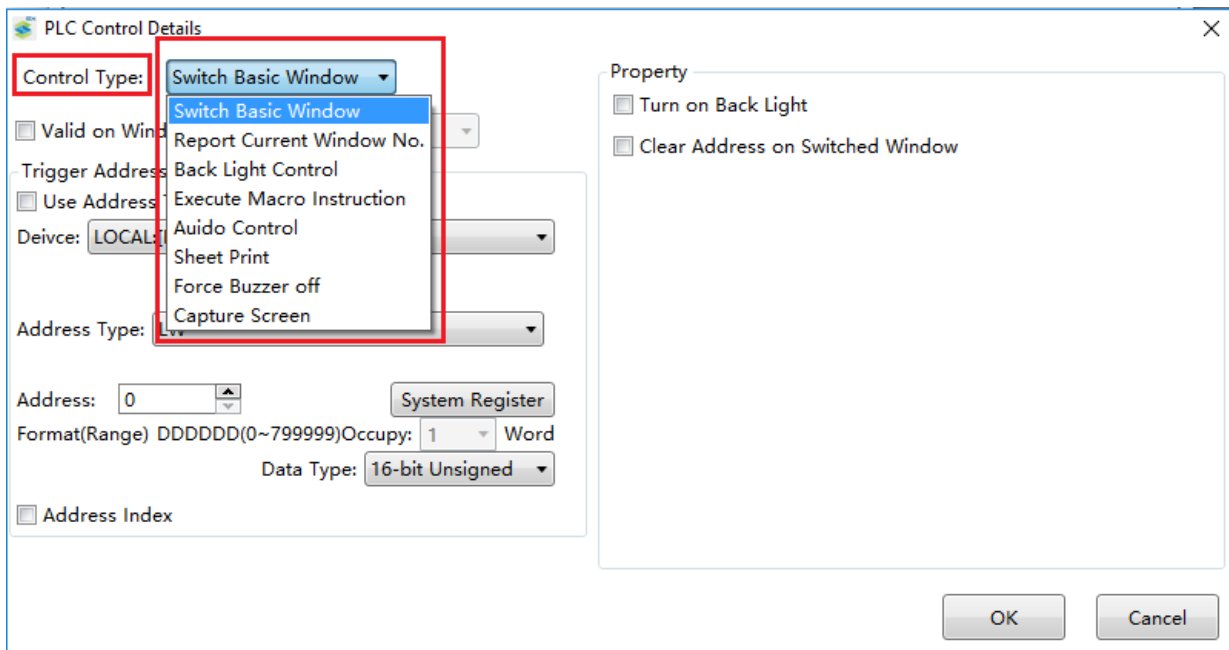 PLC Control Details
Control Type: Switch Basic Window
Switch Basic Window
Report Current Window No.
Back Light Control
Execute Macro Instruction
Auido Control
Sheet Print
Force Buzzer off
Capture Screen
Valid on Wind
Trigger Address
Use Address
Deivce: LOCAL:[
Address Type: LW
Address: 0 System Register
Format(Range) DDDDDD(0~799999)Occupy: 1 Word
Data Type: 16-bit Unsigned
Address Index
Property
Turn on Back Light
Clear Address on Switched Window
OK Cancel